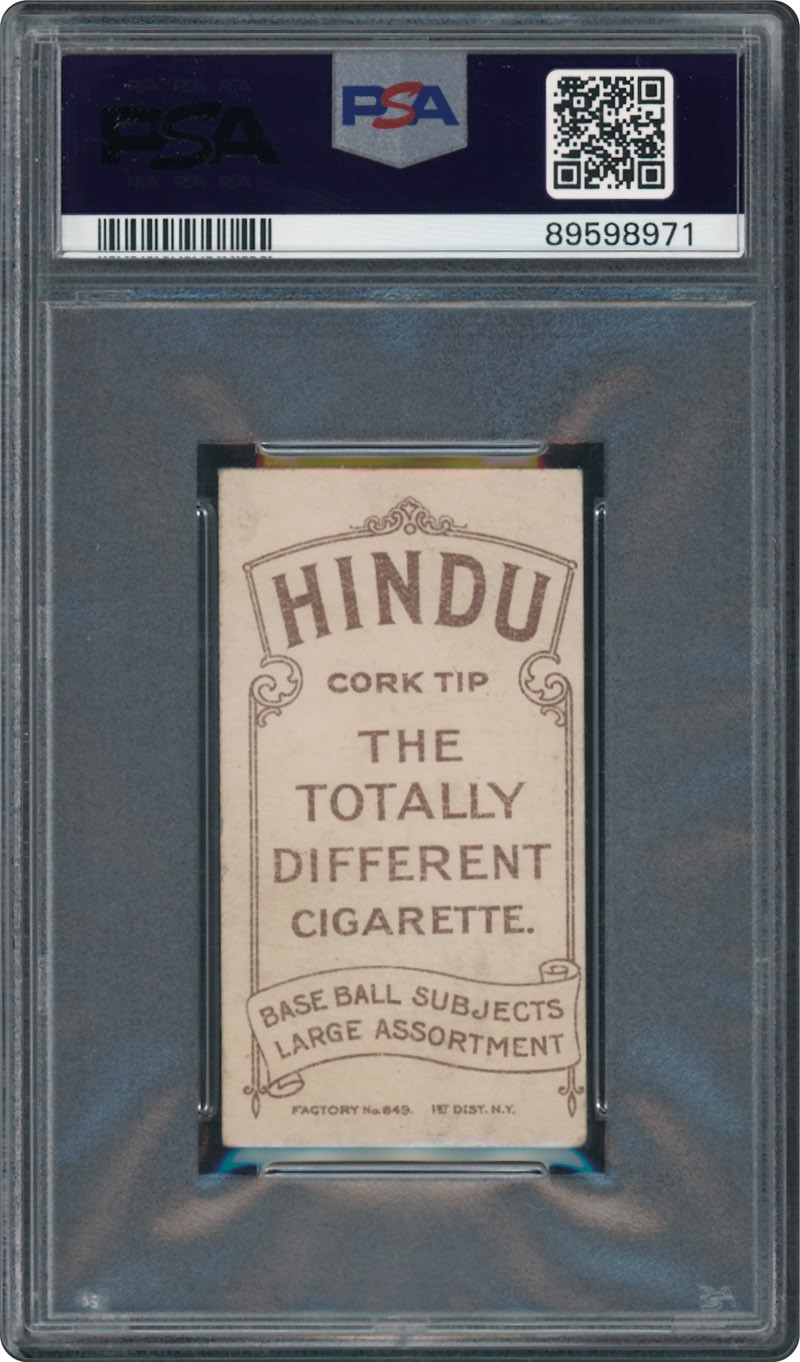 PSA
PSA
89598971
HINDU
CORK TIP
THE
TOTALLY
DIFFERENT
CIGARETTE.
BASE BALL SUBJECTS
LARGE ASSORTMENT
FACTORY No. 649. 1ST DIST. N.Y.